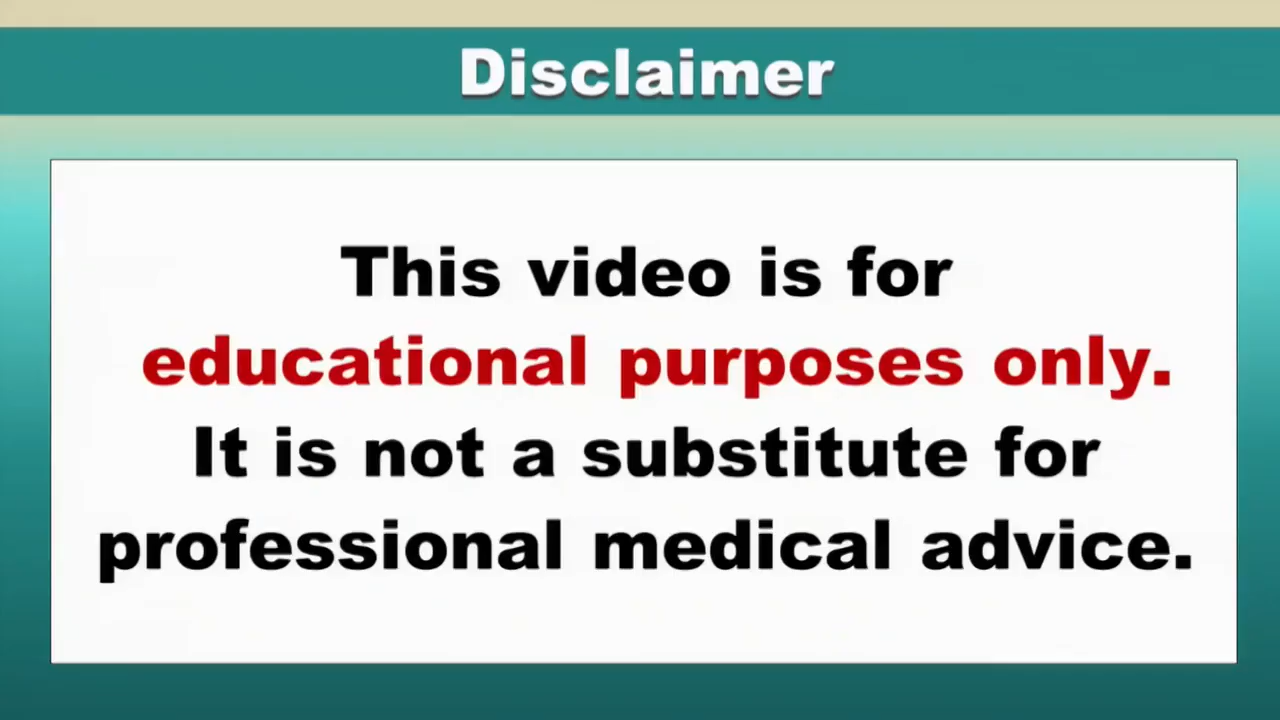 Disclaimer
This video is for
educational purposes only.
It is not a substitute for
professional medical advice.